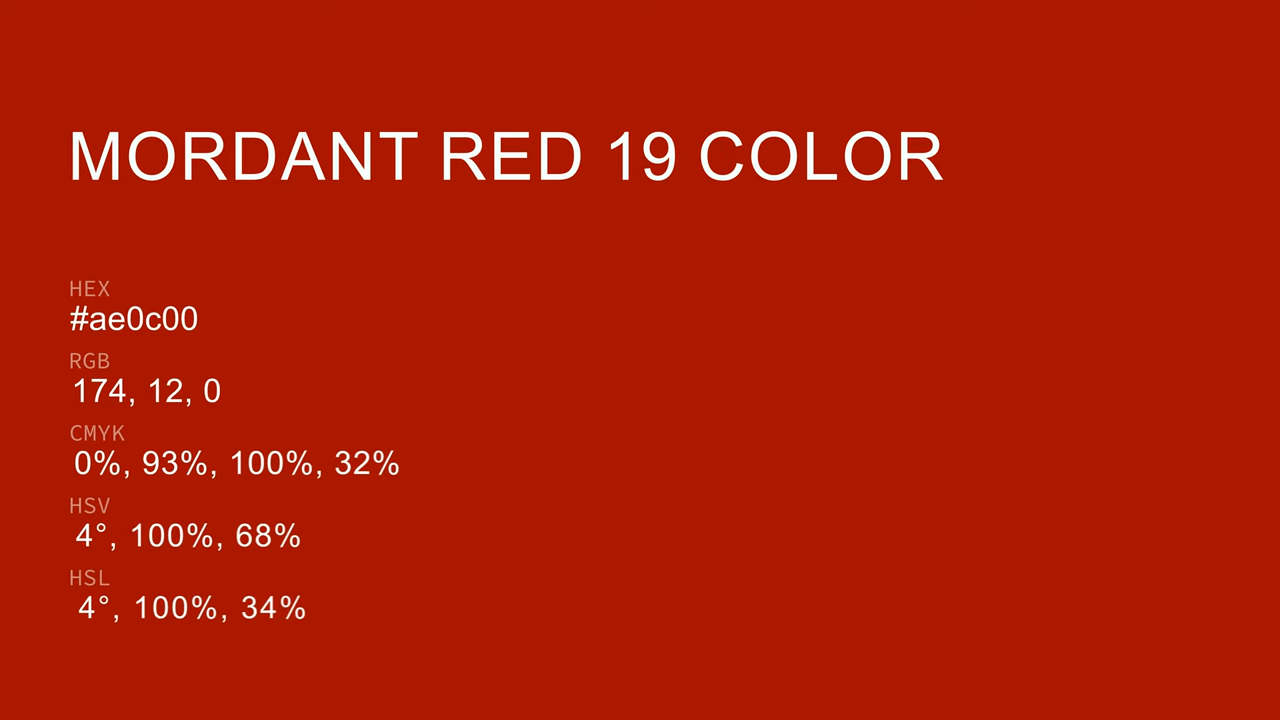 MORDANT RED 19 COLOR
HEX
#ae0c00
RGB
174, 12, 0
CMYK
0%, 93%, 100%, 32%
HSV
4°, 100%, 68%
HSL
4°, 100%, 34%